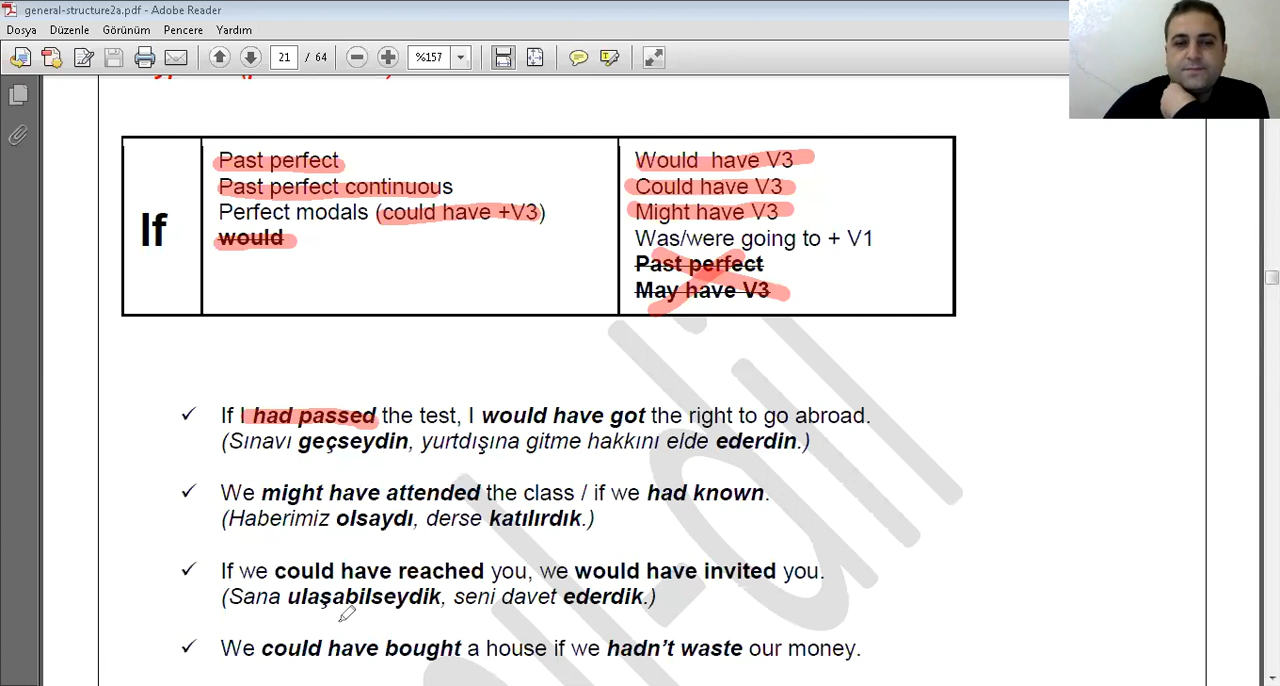 general-structure2a.pdf - Adobe Reader
Dosya Düzenle Görünüm Pencere Yardım
21 / 64 %157
If
Past perfect
Past perfect continuous
Perfect modals (could have +V3)
would
Would have V3
Could have V3
Might have V3
Was/were going to + V1
Past perfect
May have V3
✓ If I had passed the test, I would have got the right to go abroad.
(Sınavı geçseydin, yurtdışına gitme hakkını elde ederdin.)
✓ We might have attended the class / if we had known.
(Haberimiz olsaydı, derse katılırdık.)
✓ If we could have reached you, we would have invited you.
(Sana ulaşabilseydik, seni davet ederdik.)
✓ We could have bought a house if we hadn't waste our money.